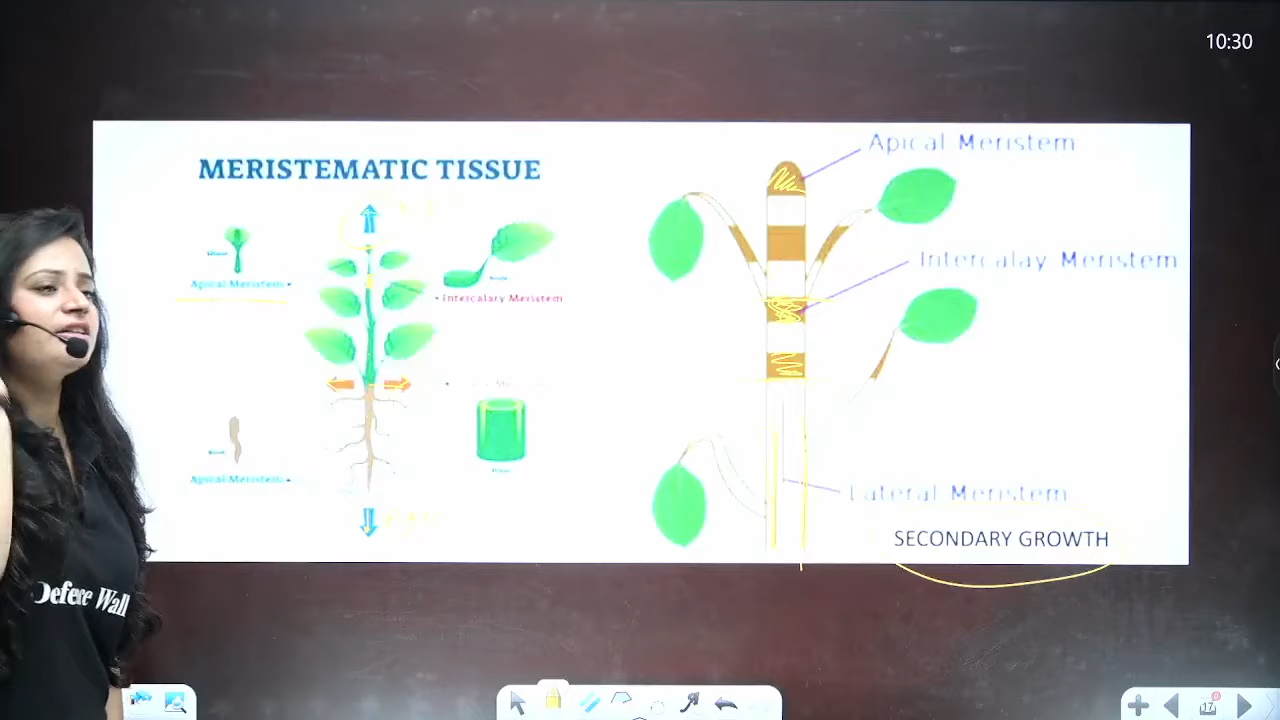 10:30
MERISTEMATIC TISSUE
Apical Meristem
Intercalary Meristem
Apical Meristem
Apical Meristem
Intercalay Meristem
Lateral Meristem
SECONDARY GROWTH
Defence Wall
17